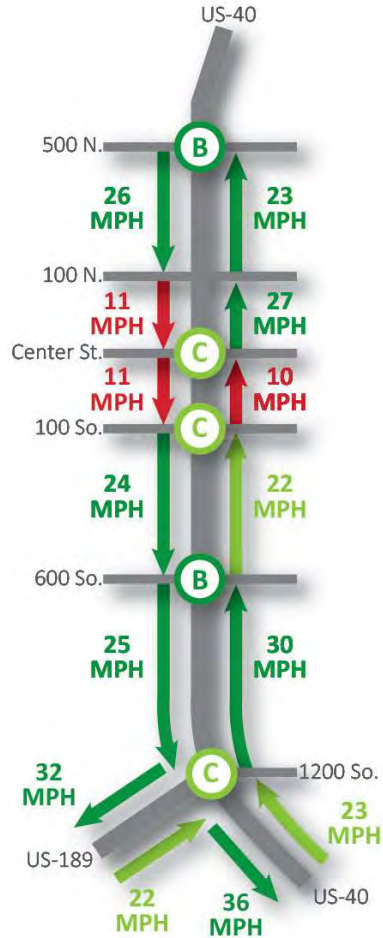 US-40
500 N.
B
26
MPH
23
MPH
100 N.
11
MPH
27
MPH
Center St.
C
11
MPH
10
MPH
100 So.
C
24
MPH
22
MPH
600 So.
B
25
MPH
30
MPH
32
MPH
C
1200 So.
US-189
23
MPH
22
MPH
36
MPH
US-40